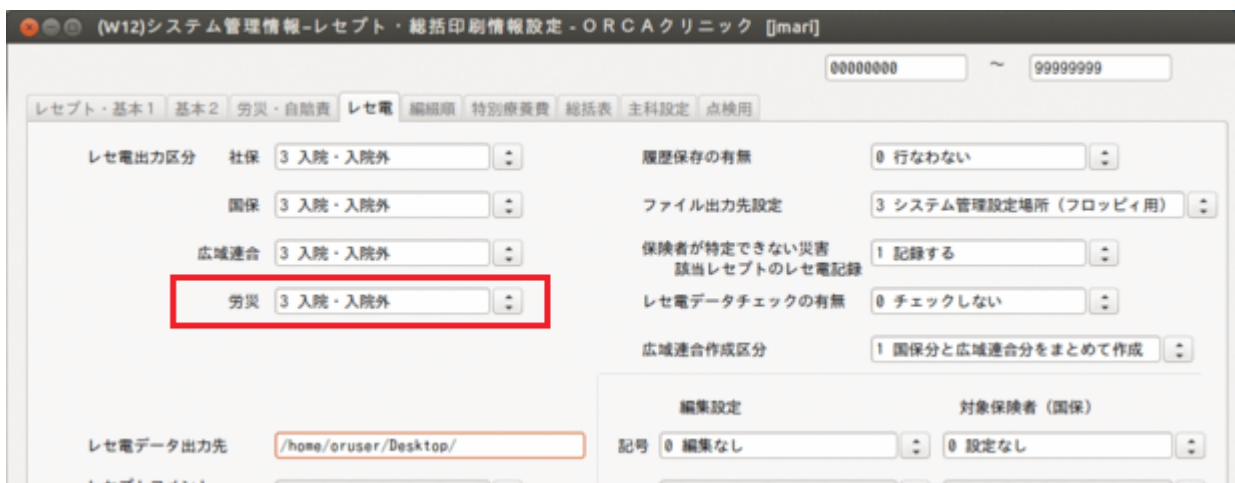 (W12)システム管理情報−レセプト・総括印刷情報設定 - ＯＲＣＡクリニック [jmari]
00000000 ～ 99999999
レセプト・基本１ 基本２ 労災・自賠責 レセ電 編綴順 特別療養費 総括表 主科設定 点検用
レセ電出力区分 社保 3 入院・入院外 履歴保存の有無 0 行なわない
国保 3 入院・入院外 ファイル出力先設定 3 システム管理設定場所（フロッピィ用）
広域連合 3 入院・入院外 保険者が特定できない災害 1 記録する
該当レセプトのレセ電記録
労災 3 入院・入院外 レセ電データチェックの有無 0 チェックしない
広域連合作成区分 1 国保分と広域連合分をまとめて作成
編集設定 対象保険者（国保）
レセ電データ出力先 /home/oruser/Desktop/ 記号 0 編集なし 0 設定なし